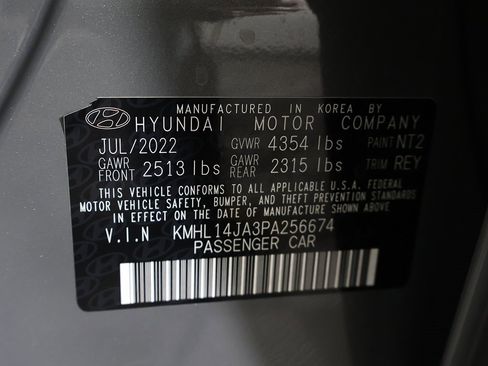 MANUFACTURED IN KOREA BY
HYUNDAI MOTOR COMPANY
JUL/2022 GVWR 4354 lbs PAINT NT2
GAWR FRONT 2513 lbs GAWR REAR 2315 lbs TRIM REY
THIS VEHICLE CONFORMS TO ALL APPLICABLE U.S.A. FEDERAL
MOTOR VEHICLE SAFETY, BUMPER, AND THEFT PREVENTION STANDARDS
IN EFFECT ON THE DATE OF MANUFACTURE SHOWN ABOVE.
V.I.N KMHL14JA3PA256674
PASSENGER CAR